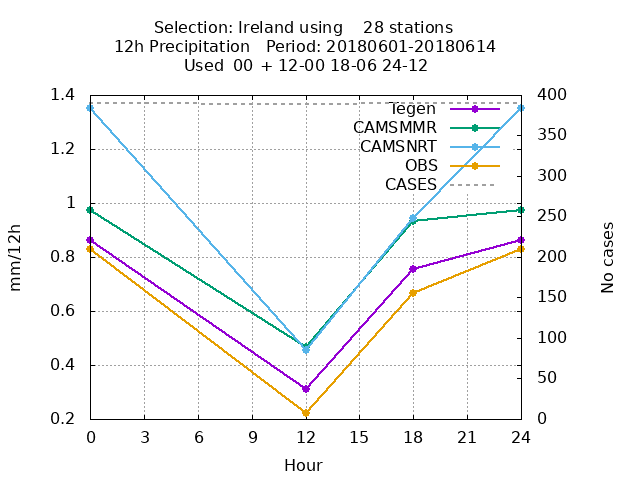 Selection: Ireland using    28 stations
12h Precipitation   Period: 20180601-20180614
Used  00 + 12-00 18-06 24-12
1.4
1.2
1
0.8
0.6
0.4
0.2
mm/12h
400
350
300
250
200
150
100
50
0
No cases
Tegen
CAMSMMR
CAMSNRT
OBS
CASES
0 3 6 9 12 15 18 21 24
Hour